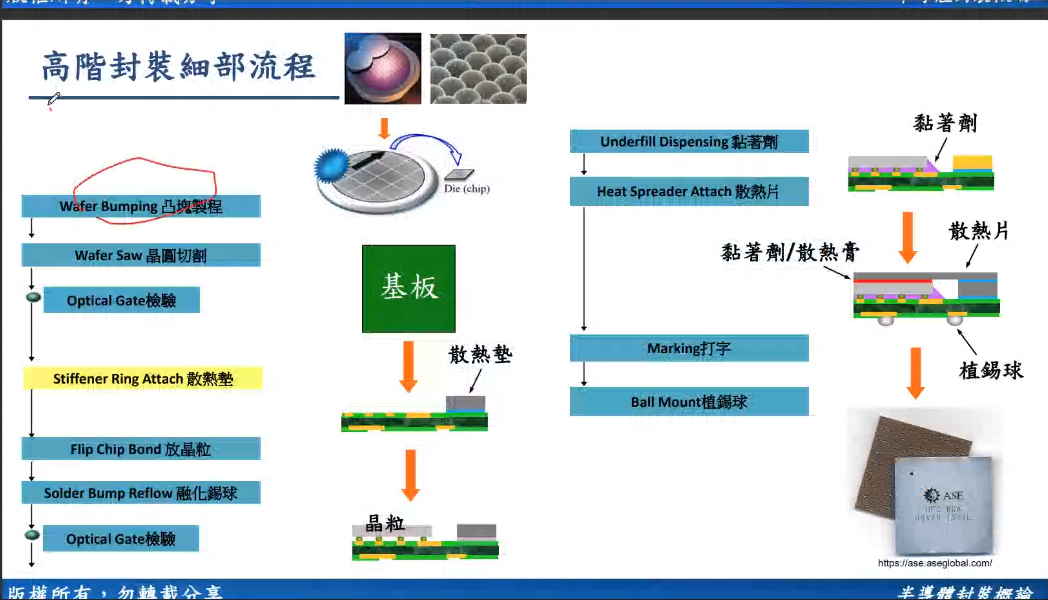 高階封裝細部流程
Die (chip)
Wafer Bumping 凸塊製程
Wafer Saw 晶圓切割
Optical Gate檢驗
Stiffener Ring Attach 散熱墊
Flip Chip Bond 放晶粒
Solder Bump Reflow 融化錫球
Optical Gate檢驗
基板
散熱墊
晶粒
Underfill Dispensing 黏著劑
Heat Spreader Attach 散熱片
Marking打字
Ball Mount植錫球
黏著劑
散熱片
黏著劑/散熱膏
植錫球
ASE
https://ase.aseglobal.com/
版權所有，勿轉載分享
半導體封裝概論